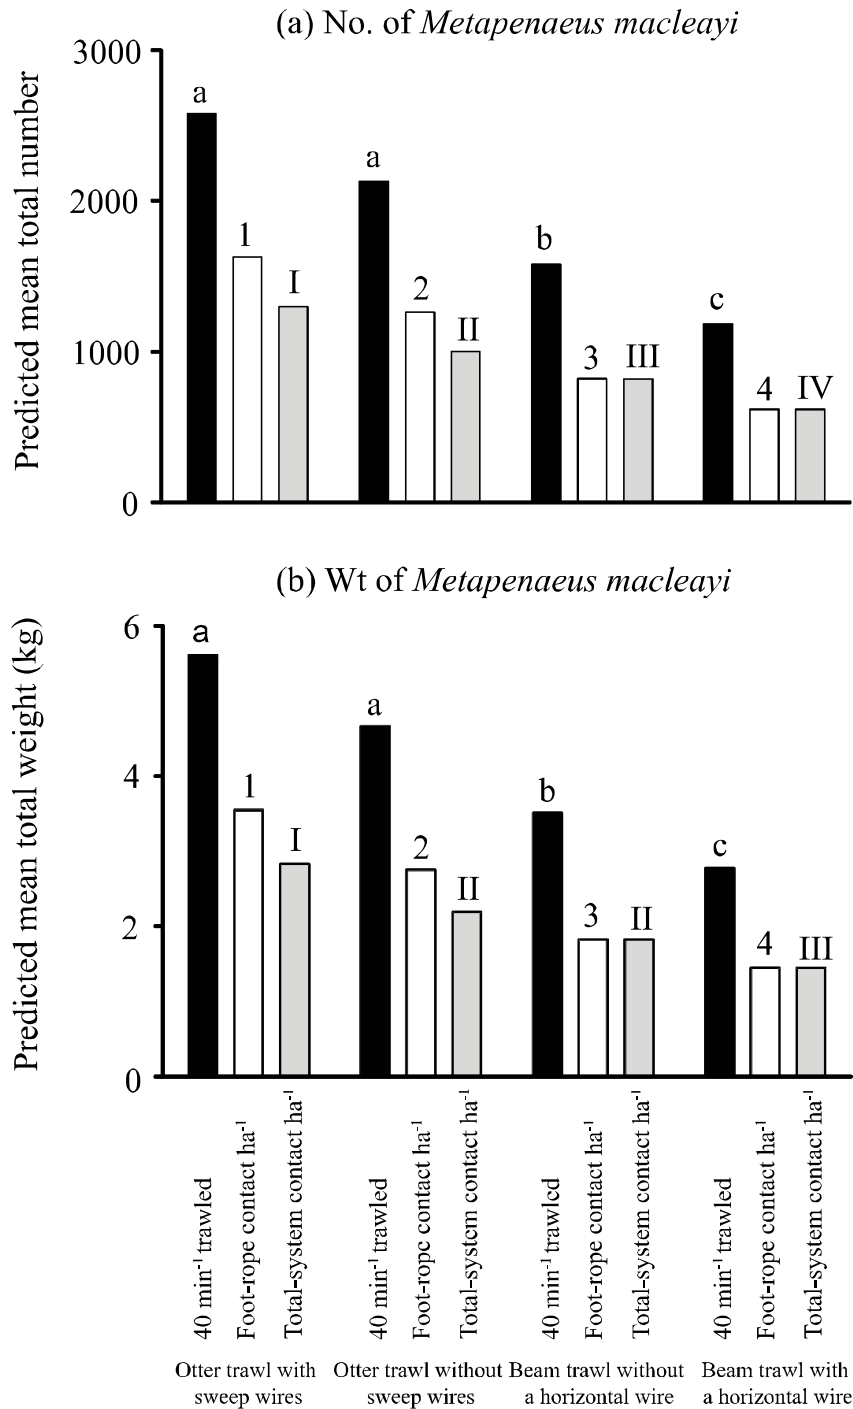 (a) No. of Metapenaeus macleayi
Predicted mean total number
3000
2000
1000
0
a
1
I
a
2
II
b
3
III
c
4
IV
(b) Wt of Metapenaeus macleayi
Predicted mean total weight (kg)
6
4
2
0
a
1
I
a
2
II
b
3
II
c
4
III
40 min⁻¹ trawled
Foot-rope contact ha⁻¹
Total-system contact ha⁻¹
40 min⁻¹ trawled
Foot-rope contact ha⁻¹
Total-system contact ha⁻¹
40 min⁻¹ trawled
Foot-rope contact ha⁻¹
Total-system contact ha⁻¹
40 min⁻¹ trawled
Foot-rope contact ha⁻¹
Total-system contact ha⁻¹
Otter trawl with
sweep wires
Otter trawl without
sweep wires
Beam trawl without
a horizontal wire
Beam trawl with
a horizontal wire